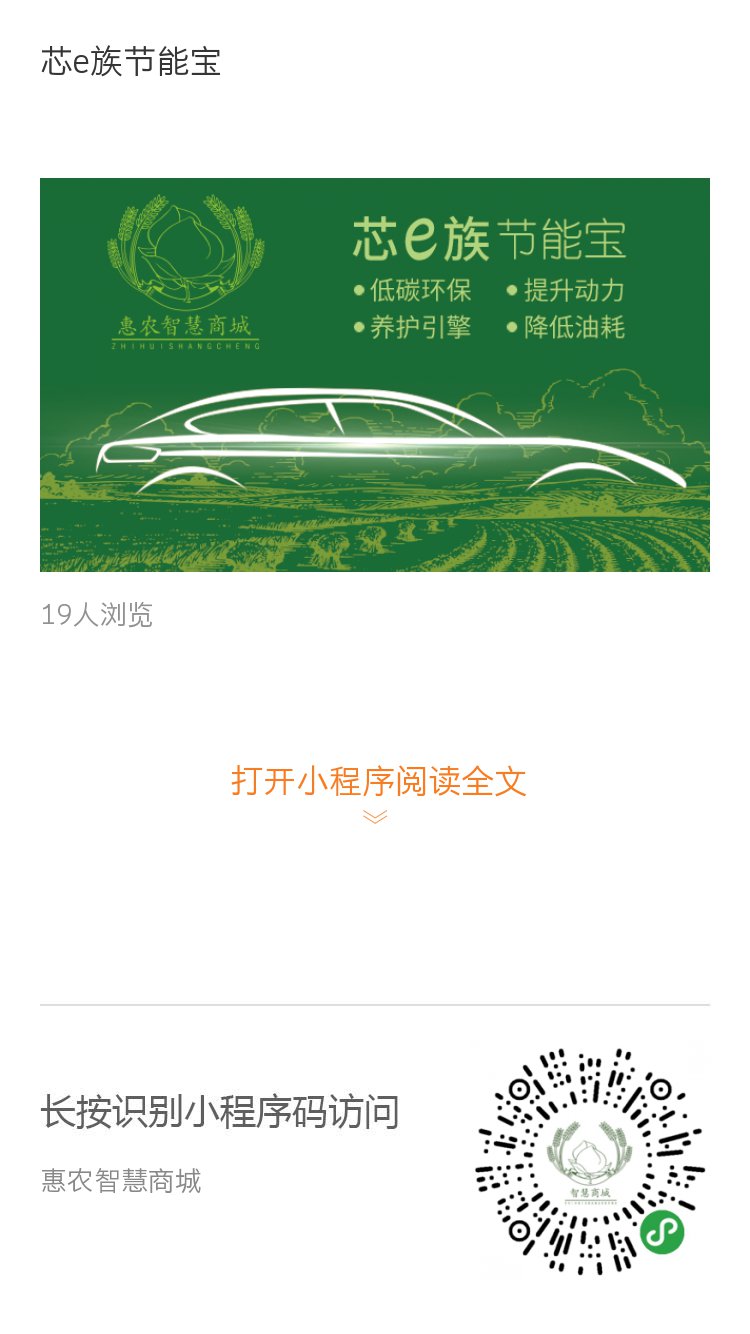 芯e族节能宝
惠农智慧商城
ZHIHUISHANGCHENG
芯e族节能宝
•低碳环保 •提升动力
•养护引擎 •降低油耗
19人浏览
打开小程序阅读全文
长按识别小程序码访问
惠农智慧商城
智慧商城